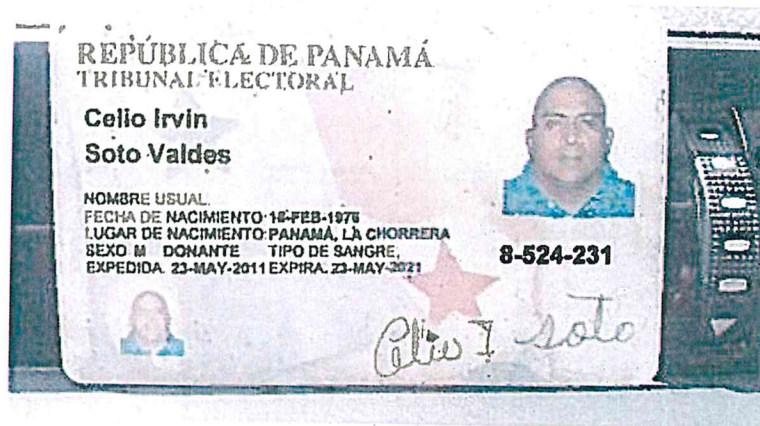 REPÚBLICA DE PANAMÁ
TRIBUNAL ELECTORAL
Celio Irvin
Soto Valdes
NOMBRE USUAL:
FECHA DE NACIMIENTO: FEB-1976
LUGAR DE NACIMIENTO: PANAMÁ, LA CHORRERA
SEXO M DONANTE TIPO DE SANGRE,
EXPEDIDA. 23-MAY-2011 EXPIRA. 23-MAY-2021
8-524-231
Celio I Soto